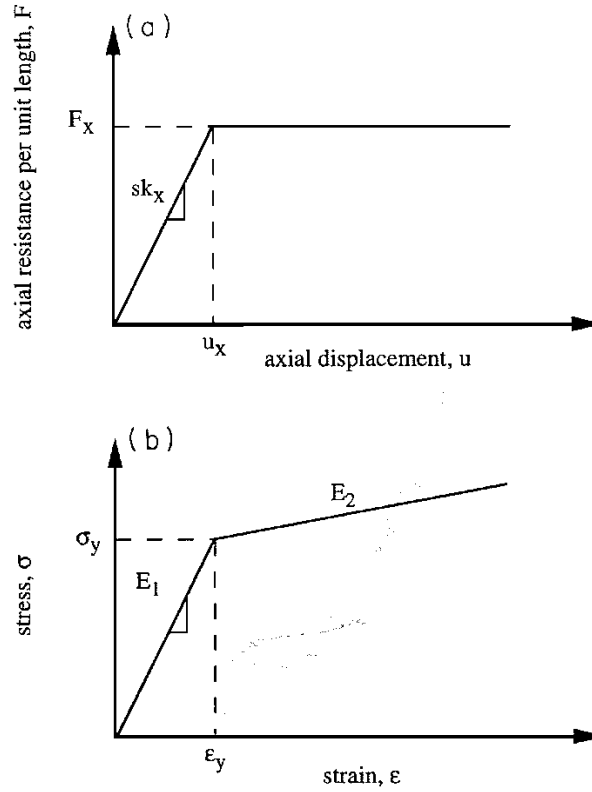 (a)
axial resistance per unit length, F
F_x
sk_x
u_x
axial displacement, u
(b)
E_2
σ_y
E_1
stress, σ
ε_y
strain, ε